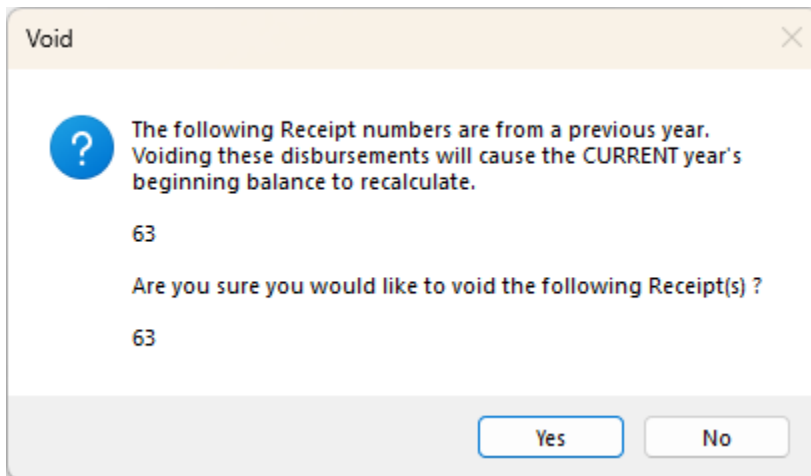 Void
?
The following Receipt numbers are from a previous year.
Voiding these disbursements will cause the CURRENT year's
beginning balance to recalculate.
63
Are you sure you would like to void the following Receipt(s) ?
63
Yes
No